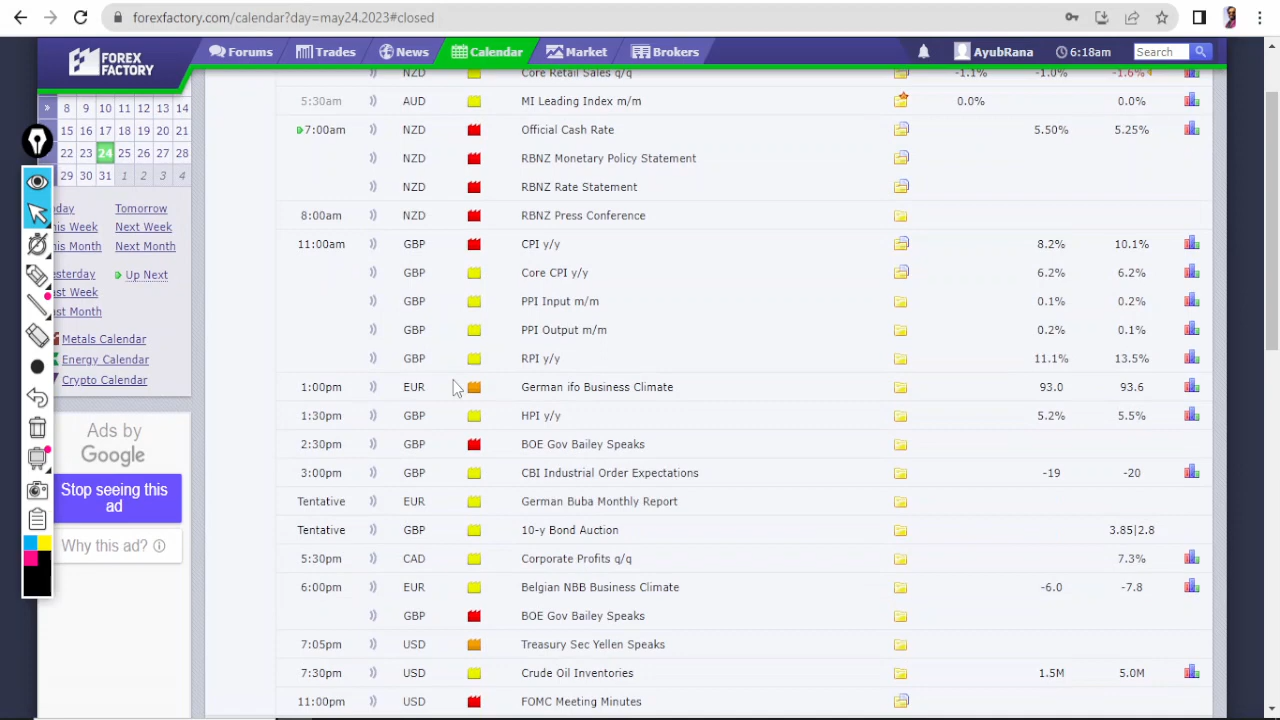 forexfactory.com/calendar?day=may24.2023#closed
FOREX FACTORY
Forums
Trades
News
Calendar
Market
Brokers
AyubRana
6:18am
Search
» 8 9 10 11 12 13 14
15 16 17 18 19 20 21
22 23 24 25 26 27 28
29 30 31 1 2 3 4
Tomorrow
Next Week
Next Month
Up Next
Metals Calendar
Energy Calendar
Crypto Calendar
Ads by
Google
Stop seeing this
ad
Why this ad?
NZD Core Retail Sales q/q -1.1% -1.0% -1.6%
5:30am AUD MI Leading Index m/m 0.0% 0.0%
7:00am NZD Official Cash Rate 5.50% 5.25%
NZD RBNZ Monetary Policy Statement
NZD RBNZ Rate Statement
8:00am NZD RBNZ Press Conference
11:00am GBP CPI y/y 8.2% 10.1%
GBP Core CPI y/y 6.2% 6.2%
GBP PPI Input m/m 0.1% 0.2%
GBP PPI Output m/m 0.2% 0.1%
GBP RPI y/y 11.1% 13.5%
1:00pm EUR German ifo Business Climate 93.0 93.6
1:30pm GBP HPI y/y 5.2% 5.5%
2:30pm GBP BOE Gov Bailey Speaks
3:00pm GBP CBI Industrial Order Expectations -19 -20
Tentative EUR German Buba Monthly Report
Tentative GBP 10-y Bond Auction 3.85|2.8
5:30pm CAD Corporate Profits q/q 7.3%
6:00pm EUR Belgian NBB Business Climate -6.0 -7.8
GBP BOE Gov Bailey Speaks
7:05pm USD Treasury Sec Yellen Speaks
7:30pm USD Crude Oil Inventories 1.5M 5.0M
11:00pm USD FOMC Meeting Minutes